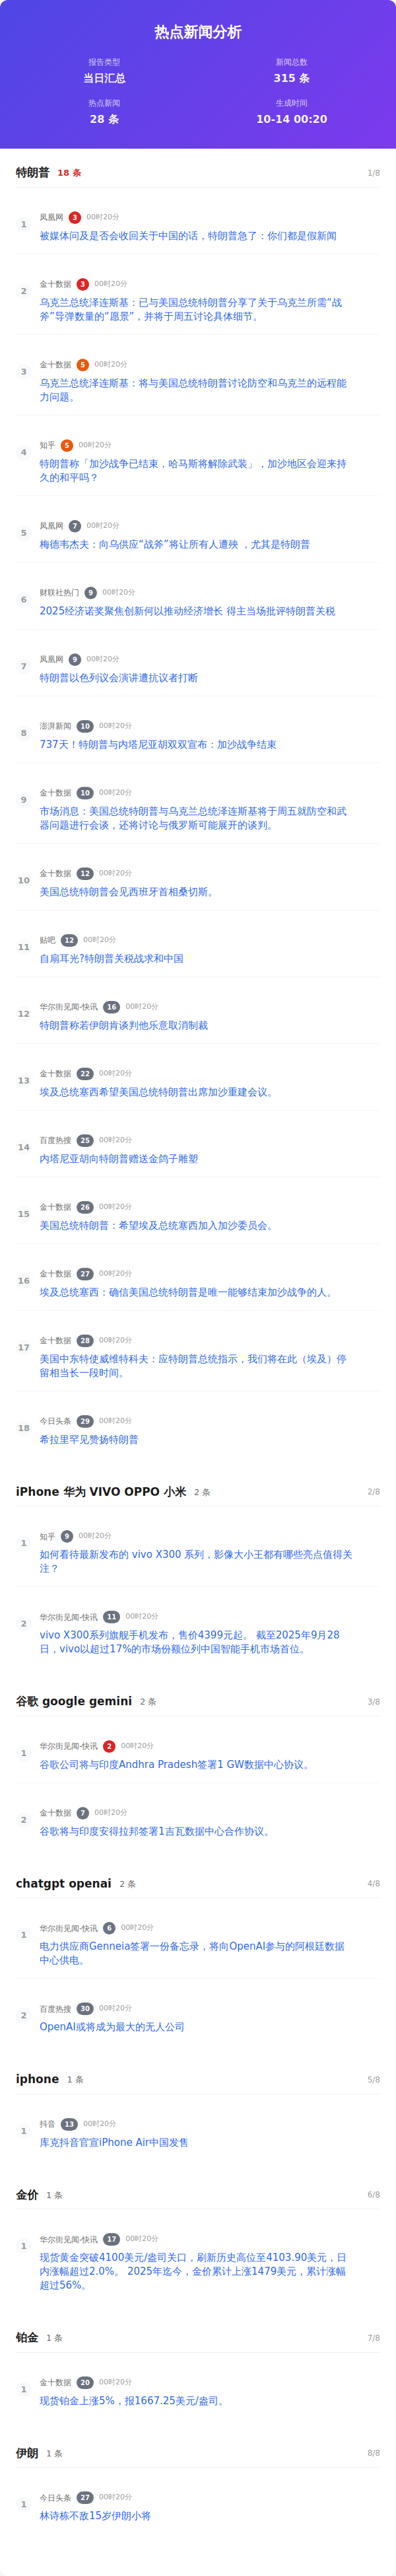 热点新闻分析
报告类型
新闻总数
当日汇总
315 条
热点新闻
生成时间
28 条
10-14 00:20
特朗普 18 条 1/8
1
凤凰网 3 00时20分
被媒体问及是否会收回关于中国的话，特朗普急了：你们都是假新闻
2
金十数据 3 00时20分
乌克兰总统泽连斯基：已与美国总统特朗普分享了关于乌克兰所需“战
斧”导弹数量的“愿景”，并将于周五讨论具体细节。
3
金十数据 5 00时20分
乌克兰总统泽连斯基：将与美国总统特朗普讨论防空和乌克兰的远程能
力问题。
4
知乎 5 00时20分
特朗普称「加沙战争已结束，哈马斯将解除武装」，加沙地区会迎来持
久的和平吗？
5
凤凰网 7 00时20分
梅德韦杰夫：向乌供应“战斧”将让所有人遭殃 ，尤其是特朗普
6
财联社热门 9 00时20分
2025经济诺奖聚焦创新何以推动经济增长 得主当场批评特朗普关税
7
凤凰网 9 00时20分
特朗普以色列议会演讲遭抗议者打断
8
澎湃新闻 10 00时20分
737天！特朗普与内塔尼亚胡双双宣布：加沙战争结束
9
金十数据 10 00时20分
市场消息：美国总统特朗普与乌克兰总统泽连斯基将于周五就防空和武
器问题进行会谈，还将讨论与俄罗斯可能展开的谈判。
10
金十数据 12 00时20分
美国总统特朗普会见西班牙首相桑切斯。
11
贴吧 12 00时20分
自扇耳光?特朗普关税战求和中国
12
华尔街见闻-快讯 16 00时20分
特朗普称若伊朗肯谈判他乐意取消制裁
13
金十数据 22 00时20分
埃及总统塞西希望美国总统特朗普出席加沙重建会议。
14
百度热搜 25 00时20分
内塔尼亚胡向特朗普赠送金鸽子雕塑
15
金十数据 26 00时20分
美国总统特朗普：希望埃及总统塞西加入加沙委员会。
16
金十数据 27 00时20分
埃及总统塞西：确信美国总统特朗普是唯一能够结束加沙战争的人。
17
金十数据 28 00时20分
美国中东特使威维特科夫：应特朗普总统指示，我们将在此（埃及）停
留相当长一段时间。
18
今日头条 29 00时20分
希拉里罕见赞扬特朗普
iPhone 华为 VIVO OPPO 小米 2 条 2/8
1
知乎 9 00时20分
如何看待最新发布的 vivo X300 系列，影像大小王都有哪些亮点值得关
注？
2
华尔街见闻-快讯 11 00时20分
vivo X300系列旗舰手机发布，售价4399元起。 截至2025年9月28
日，vivo以超过17%的市场份额位列中国智能手机市场首位。
谷歌 google gemini 2 条 3/8
1
华尔街见闻-快讯 2 00时20分
谷歌公司将与印度Andhra Pradesh签署1 GW数据中心协议。
2
金十数据 7 00时20分
谷歌将与印度安得拉邦签署1吉瓦数据中心合作协议。
chatgpt openai 2 条 4/8
1
华尔街见闻-快讯 6 00时20分
电力供应商Genneia签署一份备忘录，将向OpenAI参与的阿根廷数据
中心供电。
2
百度热搜 30 00时20分
OpenAI或将成为最大的无人公司
iphone 1 条 5/8
1
抖音 13 00时20分
库克抖音官宣iPhone Air中国发售
金价 1 条 6/8
1
华尔街见闻-快讯 17 00时20分
现货黄金突破4100美元/盎司关口，刷新历史高位至4103.90美元，日
内涨幅超过2.0%。 2025年迄今，金价累计上涨1479美元，累计涨幅
超过56%。
铂金 1 条 7/8
1
金十数据 20 00时20分
现货铂金上涨5%，报1667.25美元/盎司。
伊朗 1 条 8/8
1
今日头条 27 00时20分
林诗栋不敌15岁伊朗小将